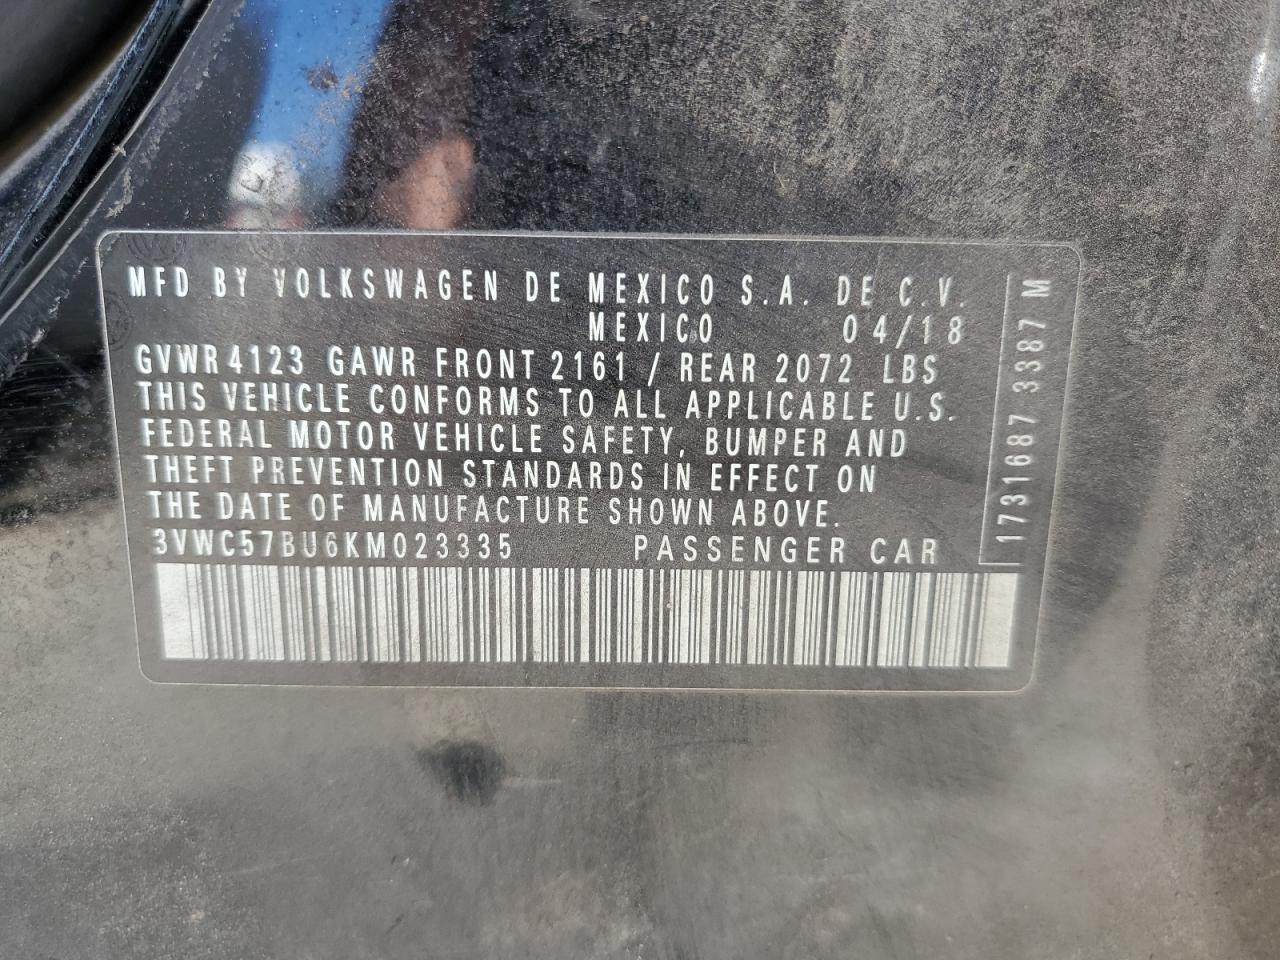 MFD BY VOLKSWAGEN DE MEXICO S.A. DE C.V.
MEXICO 04/18
GVWR 4123 GAWR FRONT 2161 / REAR 2072 LBS
THIS VEHICLE CONFORMS TO ALL APPLICABLE U.S.
FEDERAL MOTOR VEHICLE SAFETY, BUMPER AND
THEFT PREVENTION STANDARDS IN EFFECT ON
THE DATE OF MANUFACTURE SHOWN ABOVE.
3VWC57BU6KM023335 PASSENGER CAR
1731687 3387 M